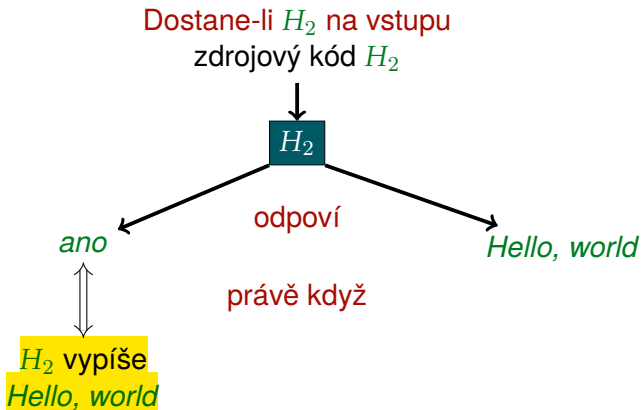 Dostane-li H₂ na vstupu
zdrojový kód H₂
H₂
odpoví
ano
Hello, world
právě když
H₂ vypíše
Hello, world